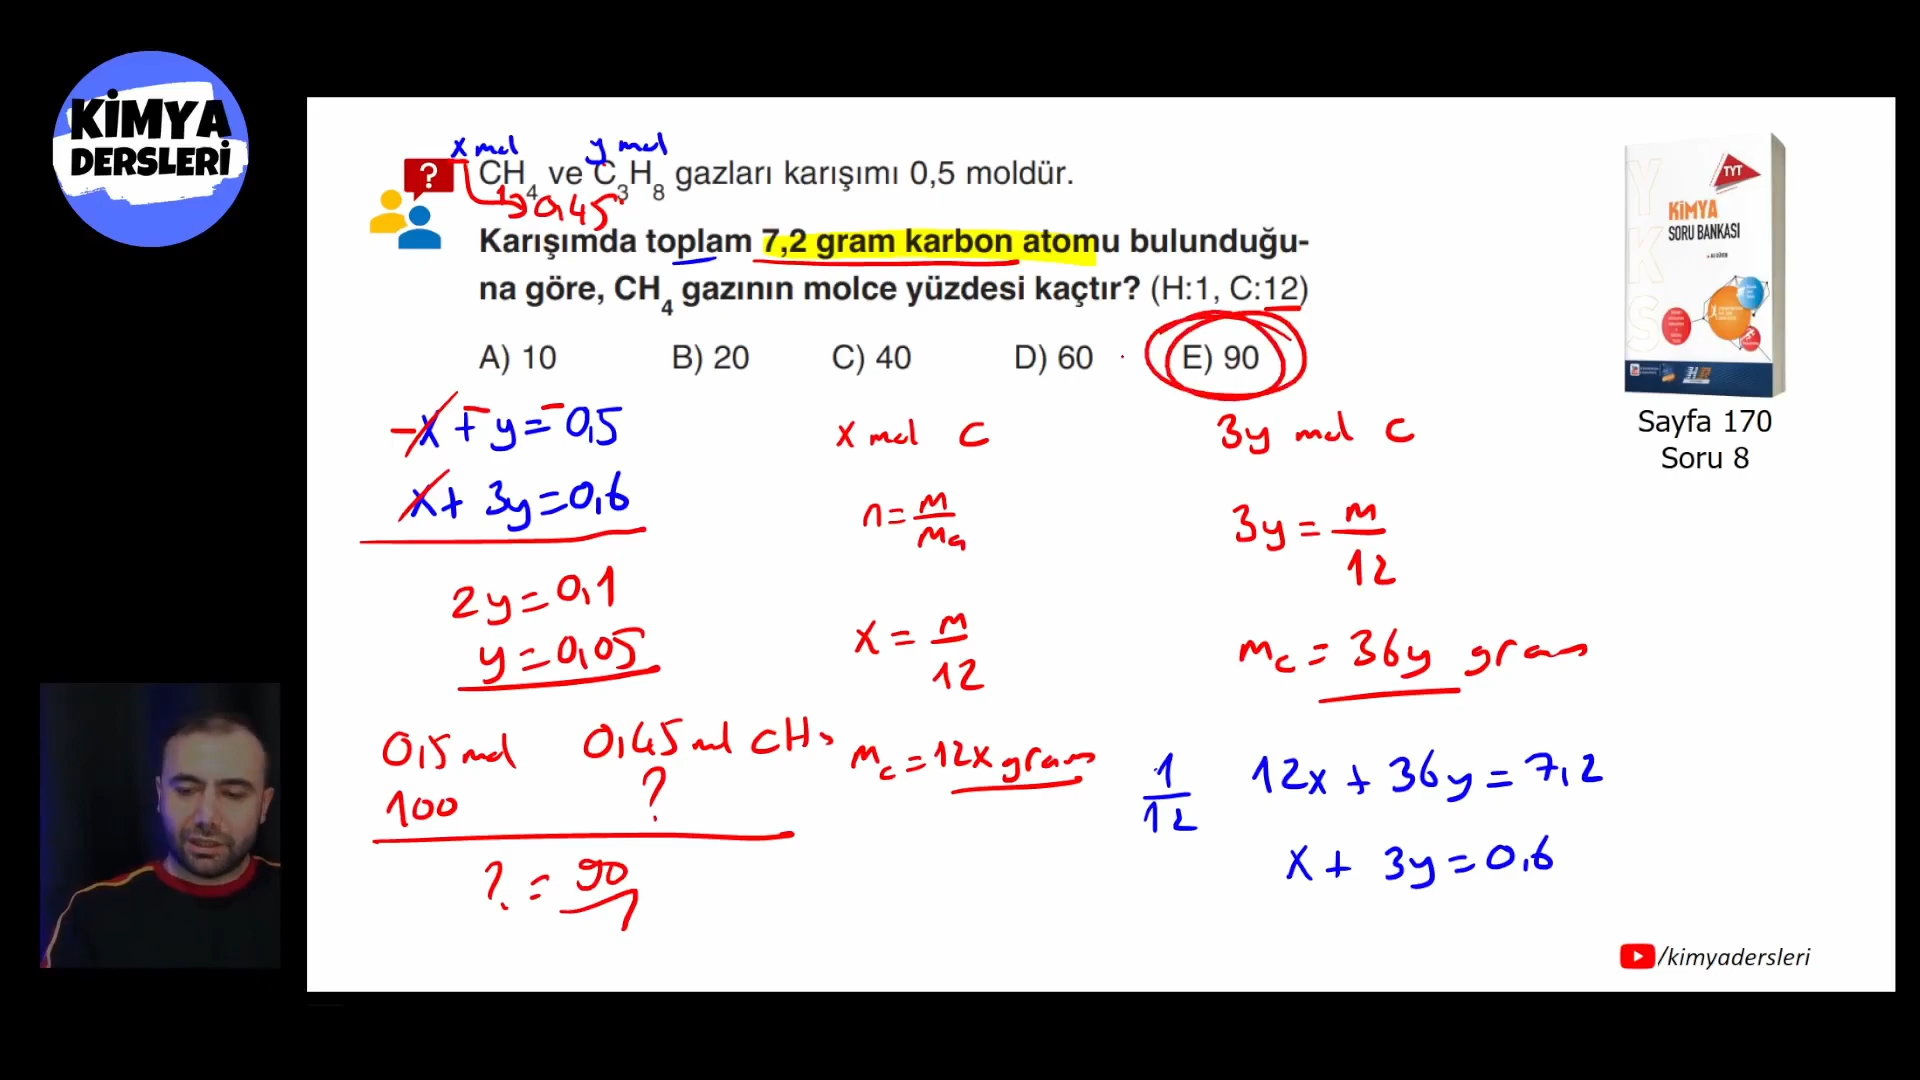 KİMYA
DERSLERİ
x mol y mol
?
CH4 ve C3H8 gazları karışımı 0,5 moldür.
0,45
Karışımda toplam 7,2 gram karbon atomu bulunduğu-
na göre, CH4 gazının molce yüzdesi kaçtır? (H:1, C:12)
A) 10 B) 20 C) 40 D) 60 E) 90
-x + y = 0,5
x + 3y = 0,6
2y = 0,1
y = 0,05
0,5 mol 0,45 mol CH4
100 ?
? = 90
x mol C
n = m/MA
x = m/12
mc = 12x gram
3y mol C
3y = m/12
mc = 36y gram
1/12 12x + 36y = 7,2
x + 3y = 0,6
YKS
TYT
KİMYA
SORU BANKASI
Sayfa 170
Soru 8
/kimyadersleri